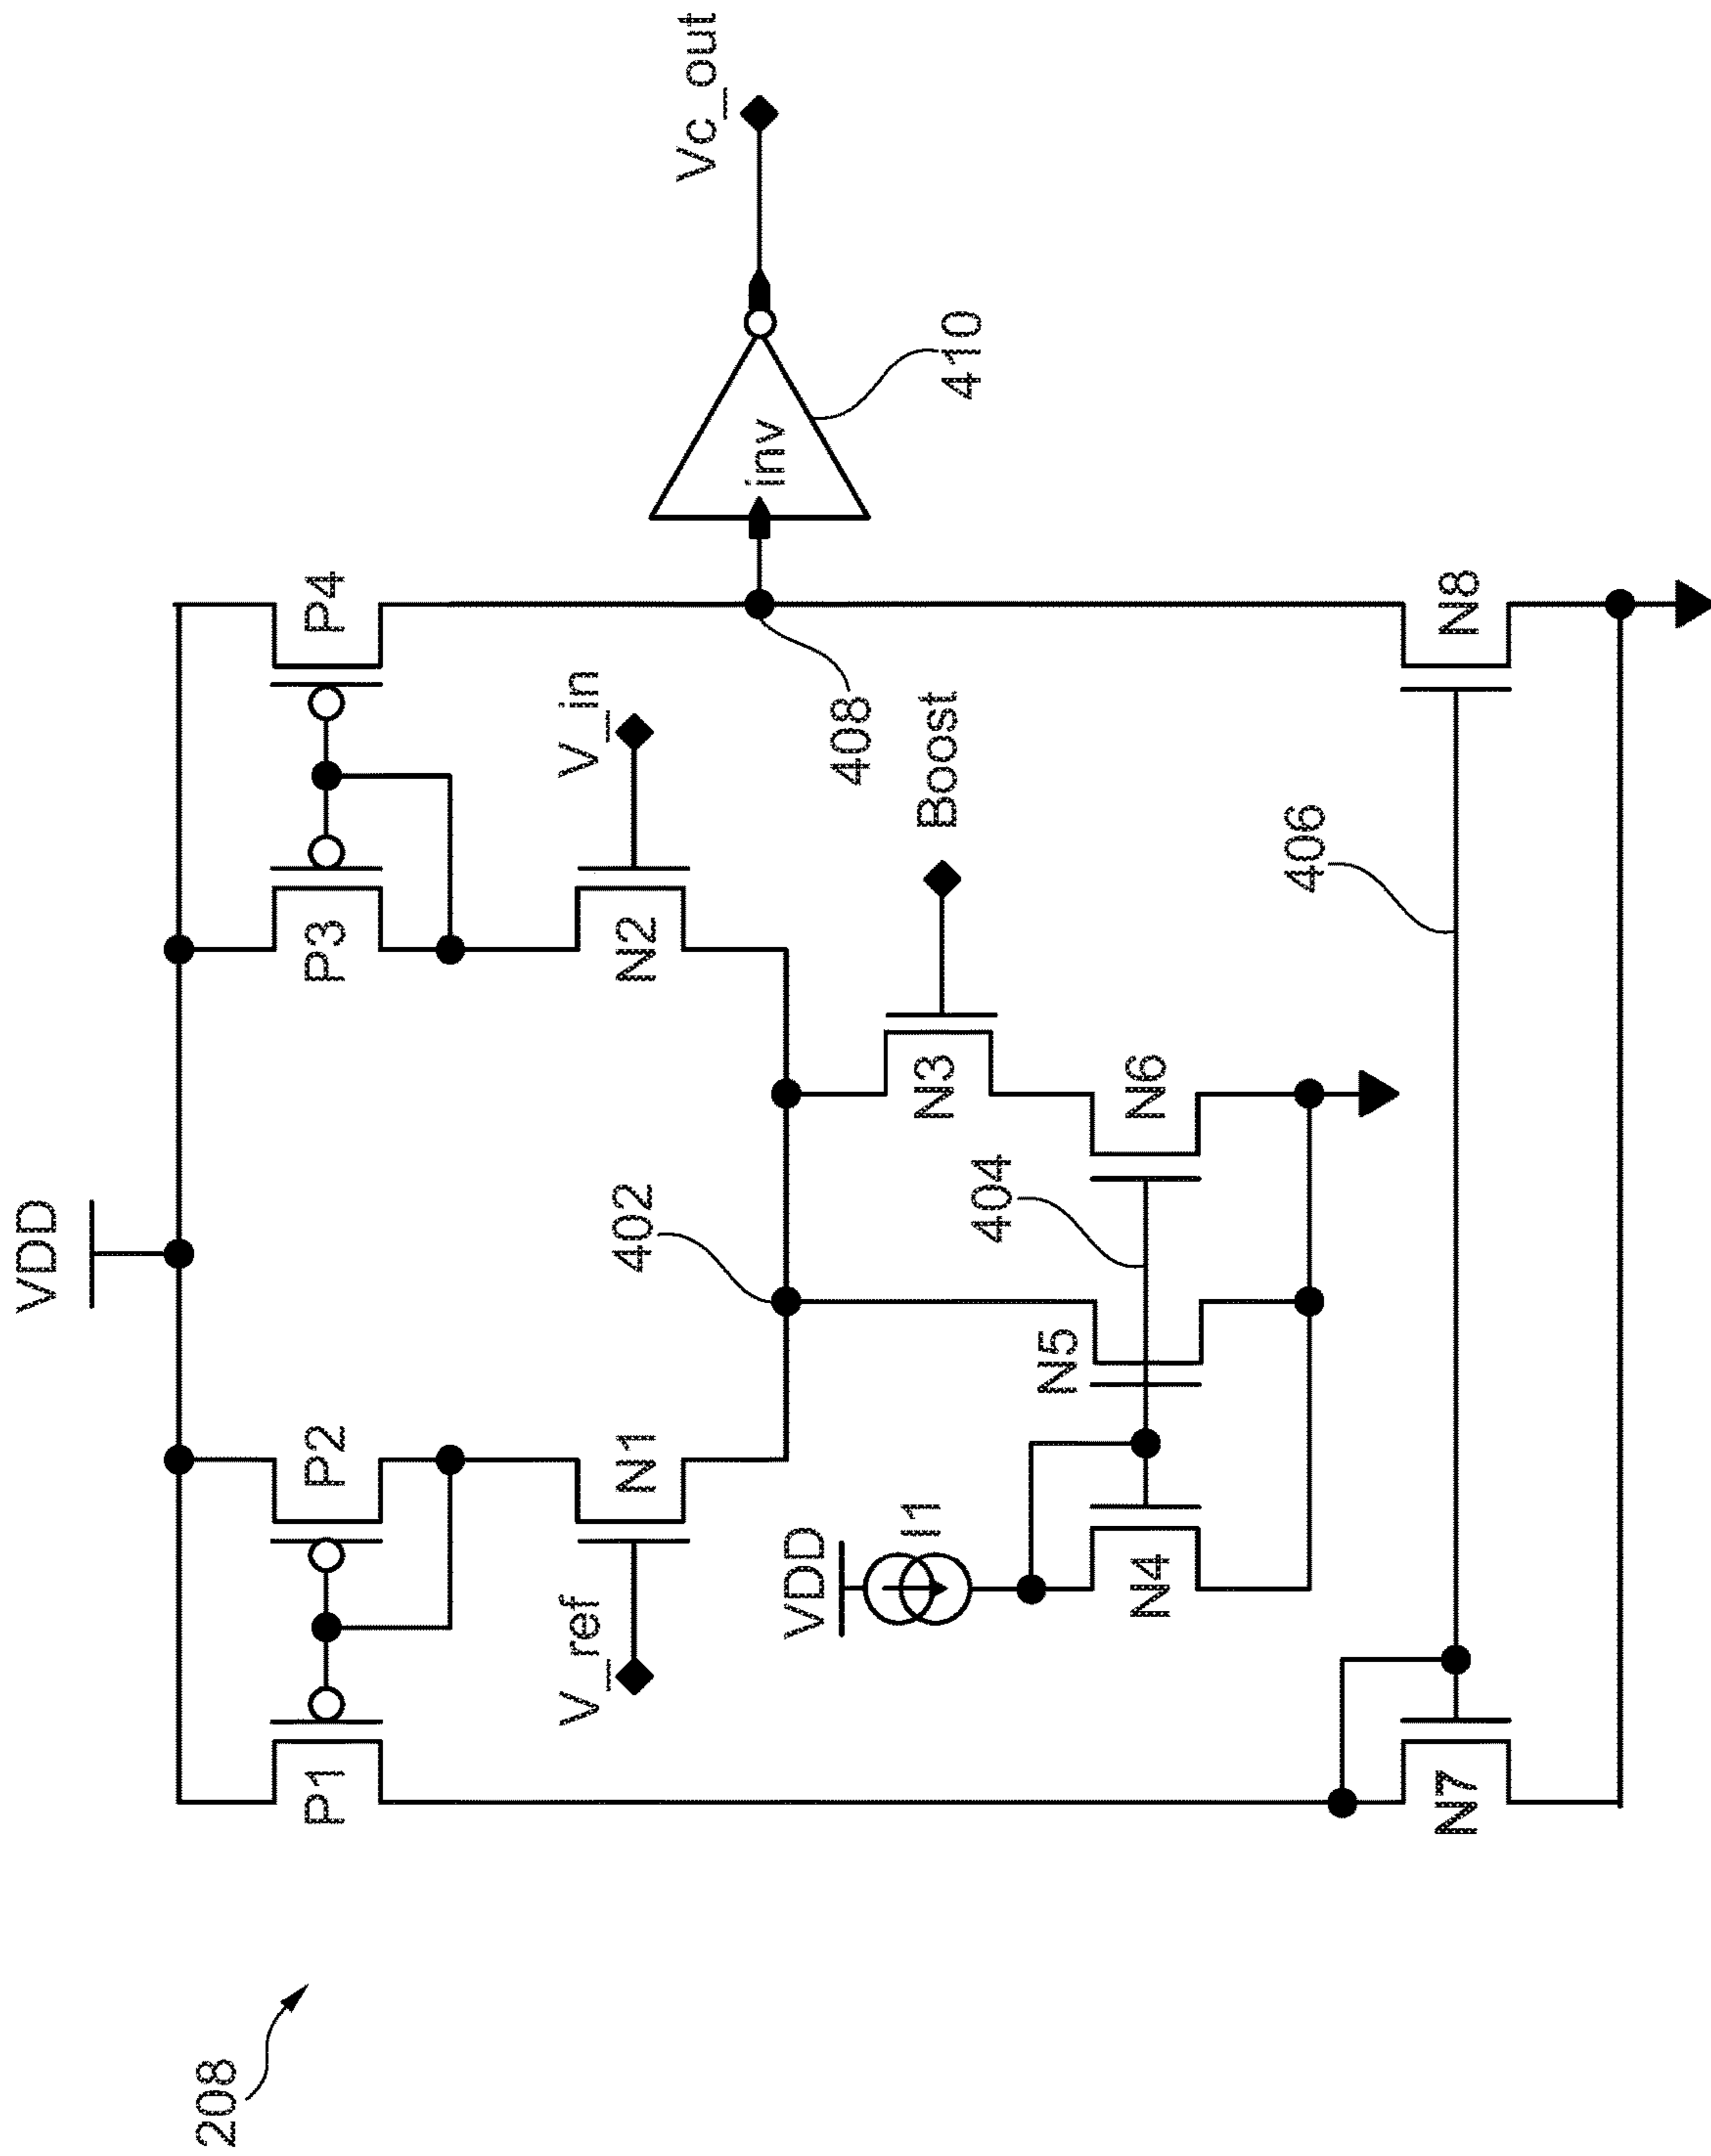 208
VDD
P1
P2
P3
P4
V_ref
N1
N2
V_in
402
408
inv
410
Vc_out
VDD
I1
N4
N5
404
N3
N6
Boost
406
N7
N8